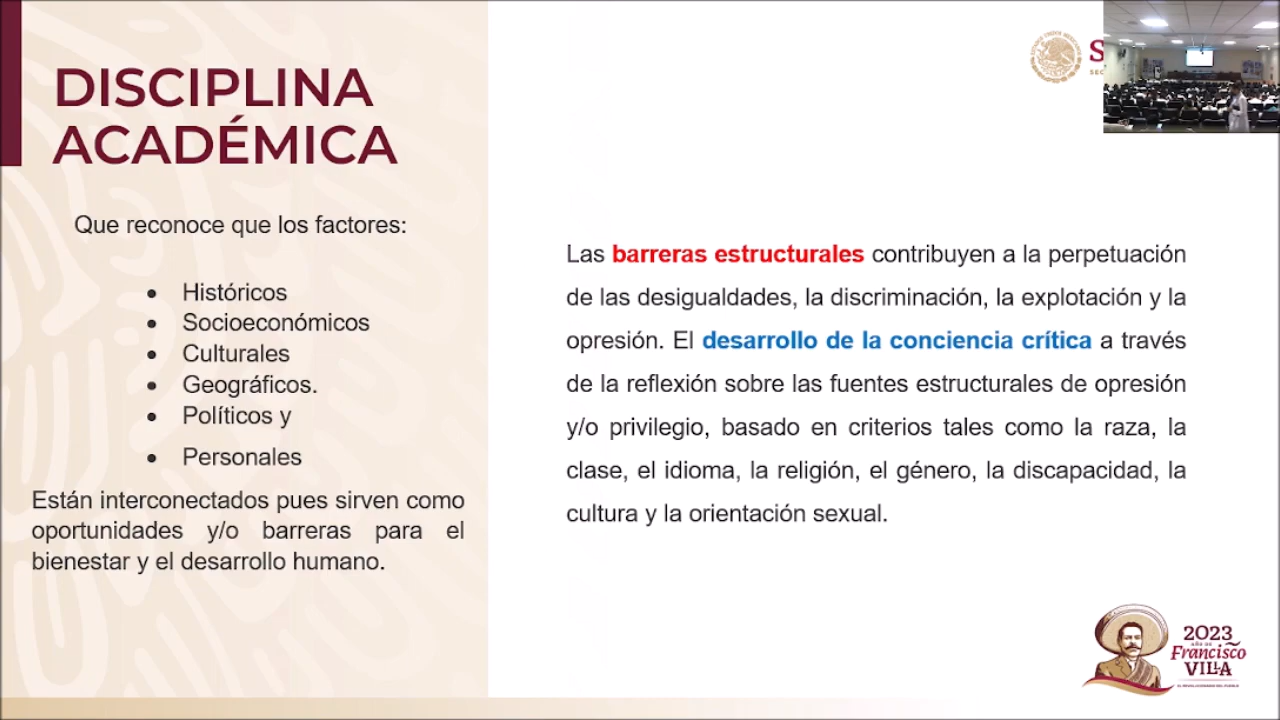 DISCIPLINA
ACADÉMICA
Que reconoce que los factores:
• Históricos
• Socioeconómicos
• Culturales
• Geográficos.
• Políticos y
• Personales
Están interconectados pues sirven como
oportunidades y/o barreras para el
bienestar y el desarrollo humano.
Las barreras estructurales contribuyen a la perpetuación
de las desigualdades, la discriminación, la explotación y la
opresión. El desarrollo de la conciencia crítica a través
de la reflexión sobre las fuentes estructurales de opresión
y/o privilegio, basado en criterios tales como la raza, la
clase, el idioma, la religión, el género, la discapacidad, la
cultura y la orientación sexual.
S
SEC
2023
AÑO DE
Francisco
VILLA